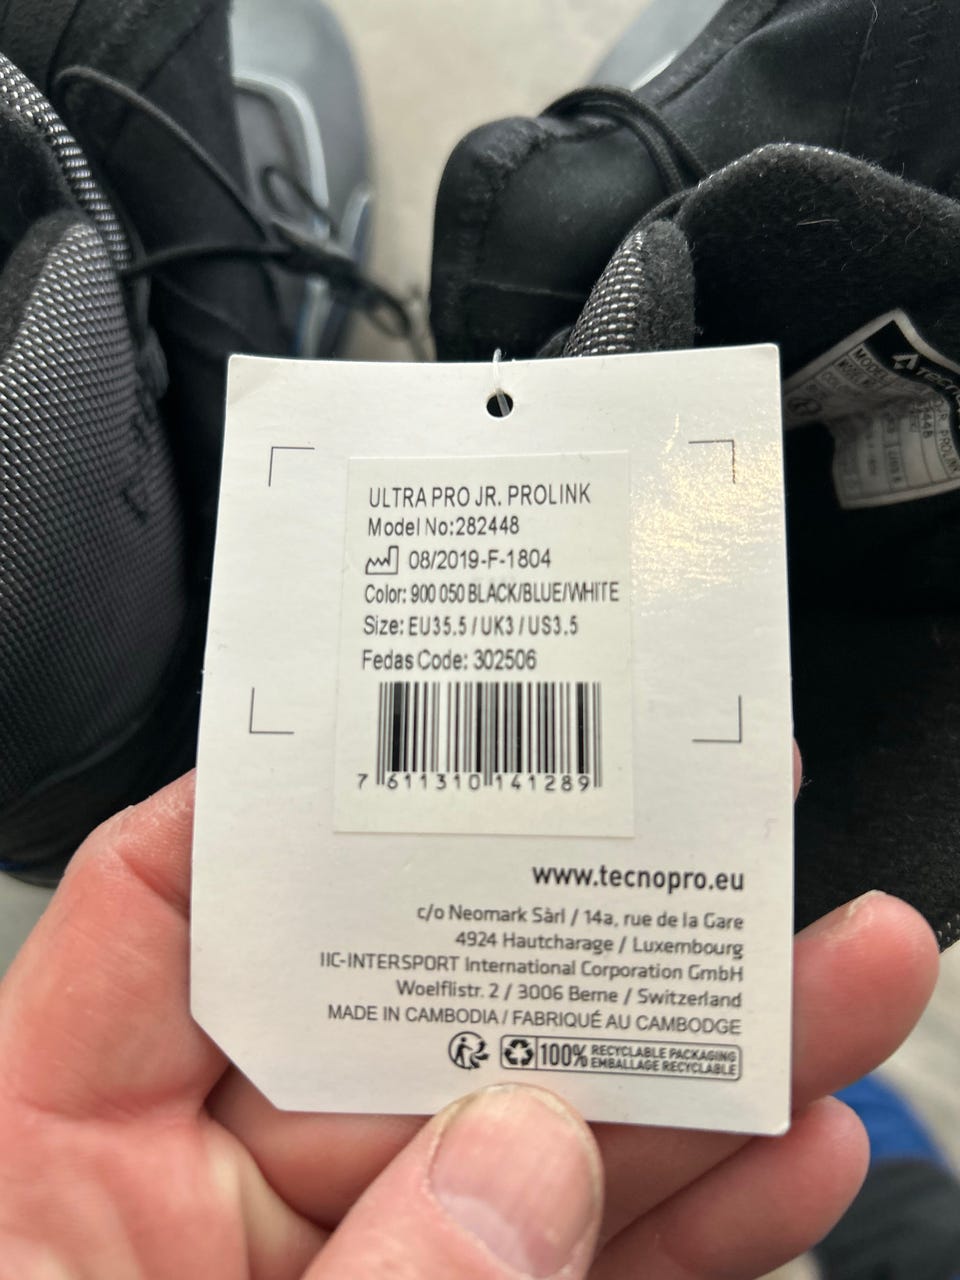 ULTRA PRO JR. PROLINK
Model No:282448
08/2019-F-1804
Color: 900 050 BLACK/BLUE/WHITE
Size: EU35.5 / UK3 / US3.5
Fedas Code: 302506
7 611310 141289
www.tecnopro.eu
c/o Neomark Sàrl / 14a, rue de la Gare
4924 Hautcharage / Luxembourg
IIC-INTERSPORT International Corporation GmbH
Woelflistr. 2 / 3006 Berne / Switzerland
MADE IN CAMBODIA / FABRIQUÉ AU CAMBODGE
100% RECYCLABLE PACKAGING
EMBALLAGE RECYCLABLE